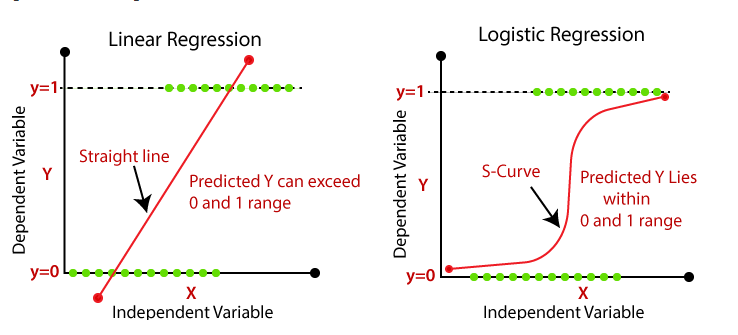 Linear Regression
y=1
Dependent Variable
Y
Straight line
Predicted Y can exceed
0 and 1 range
y=0
X
Independent Variable
Logistic Regression
y=1
Dependent Variable
Y
S-Curve
Predicted Y Lies
within
0 and 1 range
y=0
X
Independent Variable